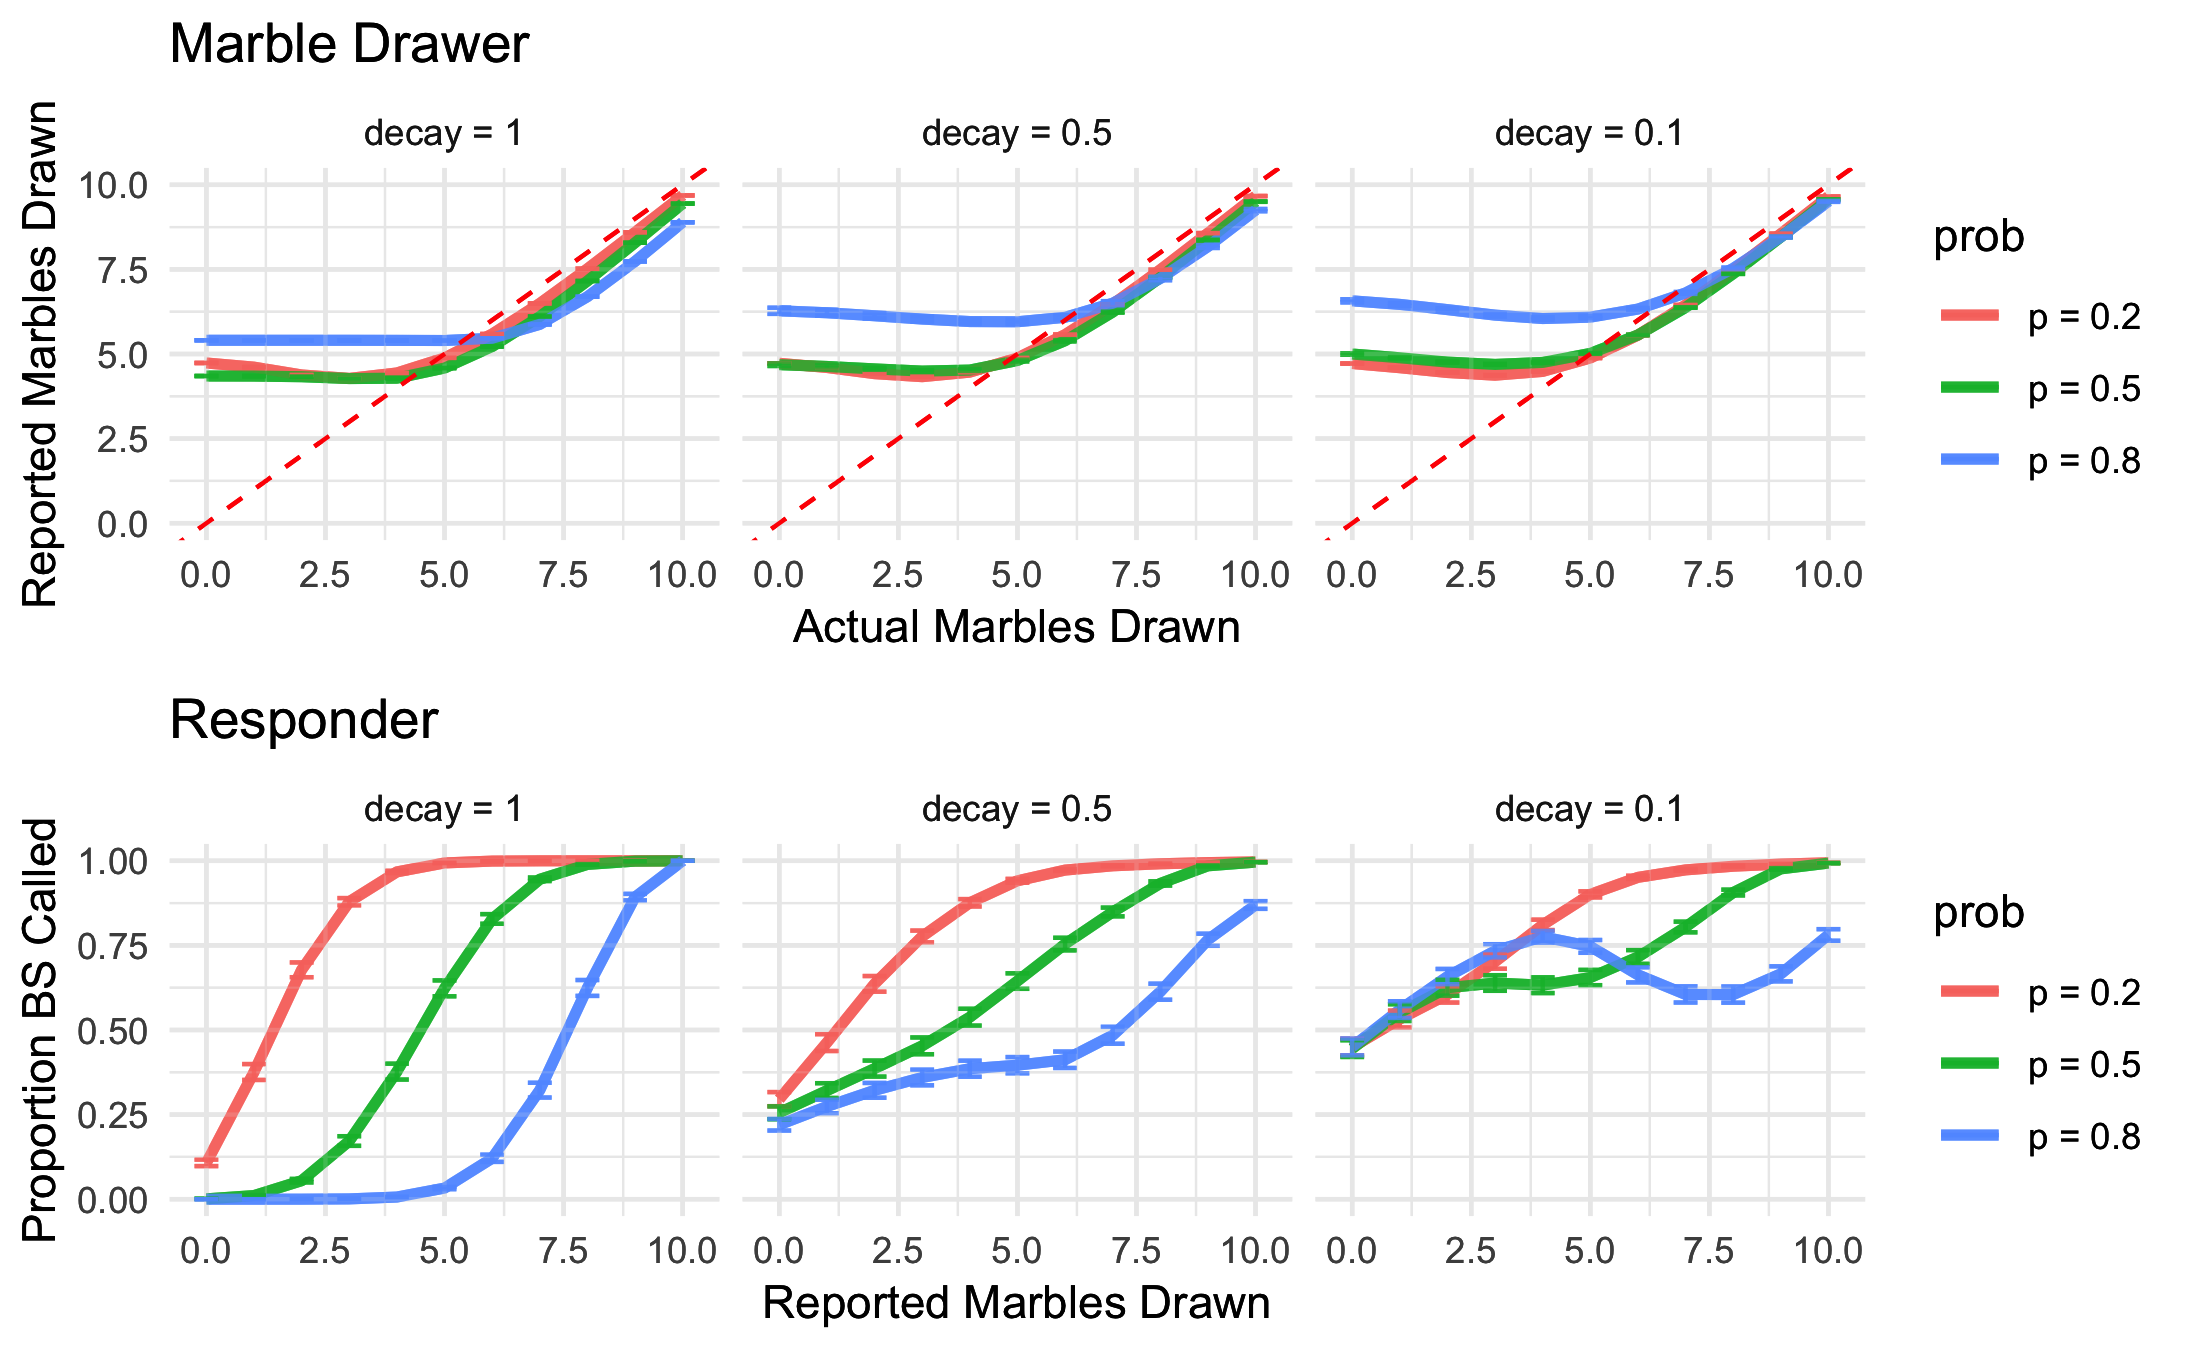 Marble Drawer
decay = 1 decay = 0.5 decay = 0.1
Reported Marbles Drawn
10.0
7.5
5.0
2.5
0.0
0.0 2.5 5.0 7.5 10.0 0.0 2.5 5.0 7.5 10.0 0.0 2.5 5.0 7.5 10.0
Actual Marbles Drawn
prob
p = 0.2
p = 0.5
p = 0.8
Responder
decay = 1 decay = 0.5 decay = 0.1
Proportion BS Called
1.00
0.75
0.50
0.25
0.00
0.0 2.5 5.0 7.5 10.0 0.0 2.5 5.0 7.5 10.0 0.0 2.5 5.0 7.5 10.0
Reported Marbles Drawn
prob
p = 0.2
p = 0.5
p = 0.8